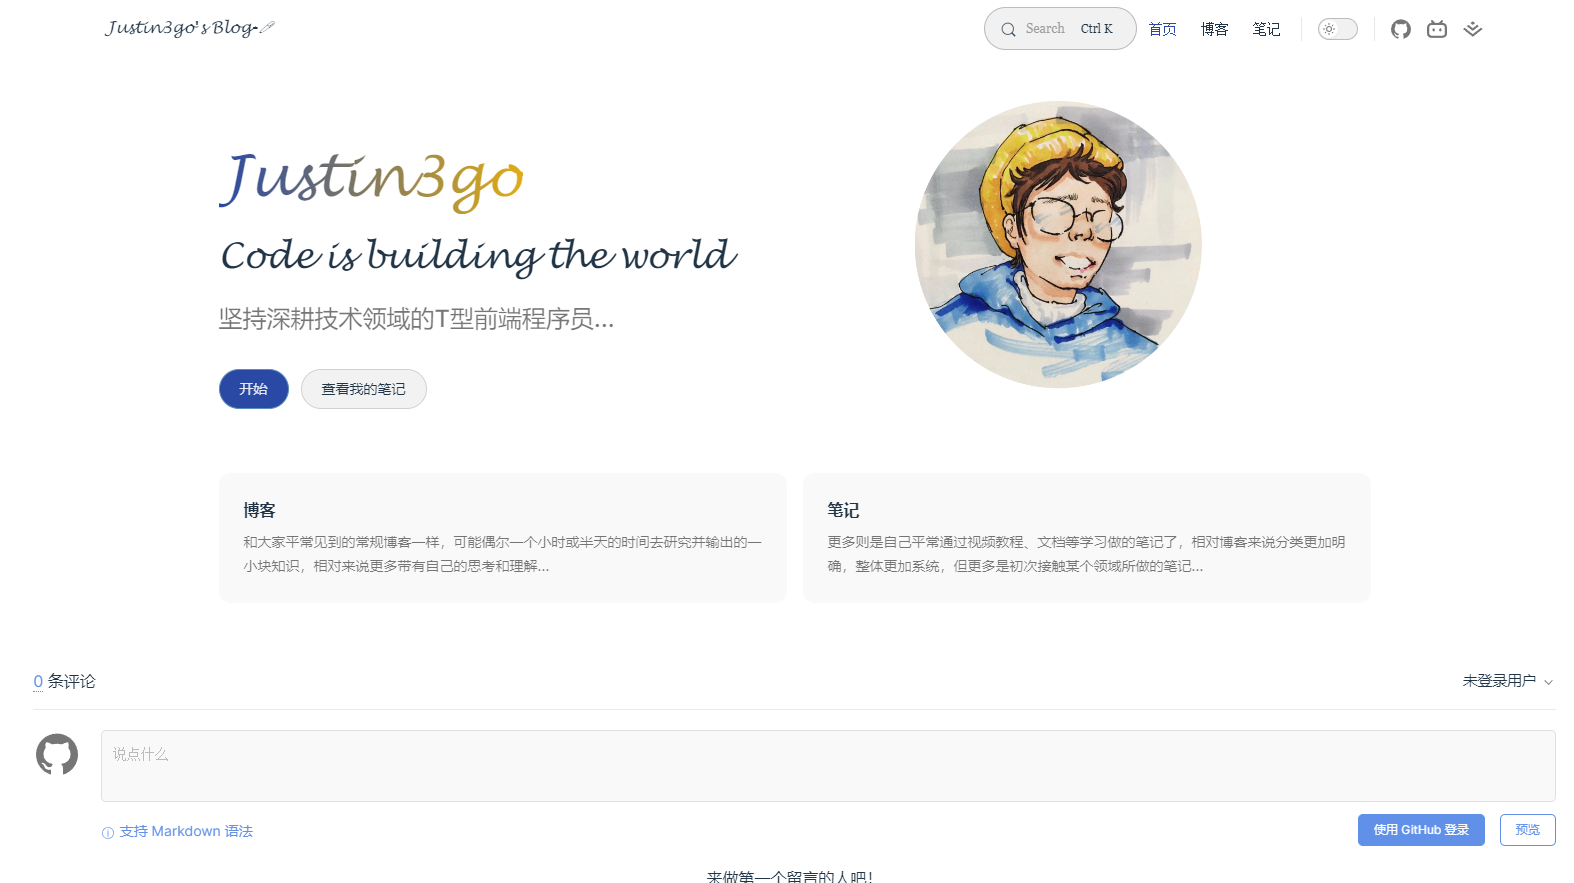 Justin3go's Blog-🖊
Search Ctrl K 首页 博客 笔记
Justin3go
Code is building the world
坚持深耕技术领域的T型前端程序员...
开始 查看我的笔记
博客
和大家平常见到的常规博客一样，可能偶尔一个小时或半天的时间去研究并输出的一
小块知识，相对来说更多带有自己的思考和理解...
笔记
更多则是自己平常通过视频教程、文档等学习做的笔记了，相对博客来说分类更加明
确，整体更加系统，但更多是初次接触某个领域所做的笔记...
0 条评论
未登录用户
说点什么
支持 Markdown 语法
使用 GitHub 登录 预览
来做第一个留言的人吧！